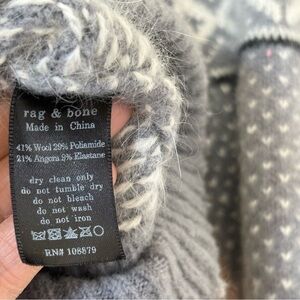 rag & bone
Made in China
41% Wool 29% Poliamide
21% Angora 9% Elastane
dry clean only
do not tumble dry
do not bleach
do not wash
do not iron
RN# 108879